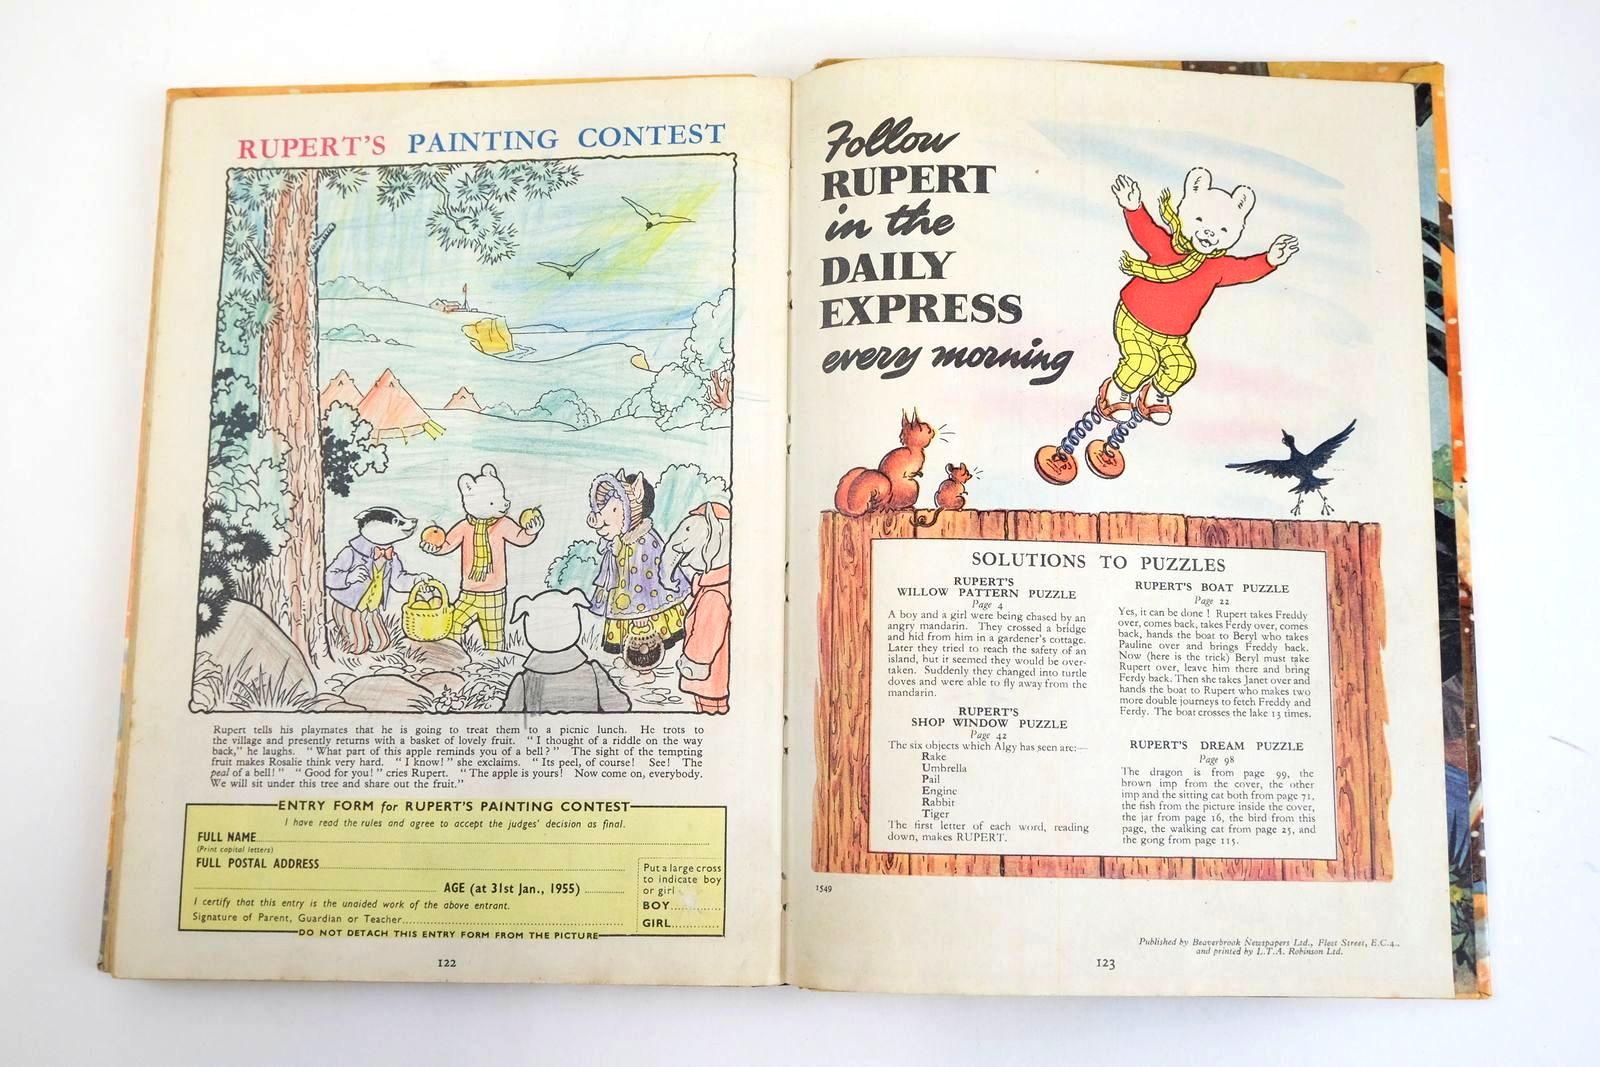 RUPERT'S PAINTING CONTEST
Rupert tells his playmates that he is going to treat them to a picnic lunch. He trots to
the village and presently returns with a basket of lovely fruit. "I thought of a riddle on the way
back," he laughs. "What part of this apple reminds you of a bell?" The sight of the tempting
fruit makes Rosalie think very hard. "I know!" she exclaims. "Its peel, of course! See! The
peal of a bell!" "Good for you!" cries Rupert. "The apple is yours! Now come on, everybody.
We will sit under this tree and share out the fruit."
ENTRY FORM for RUPERT'S PAINTING CONTEST
I have read the rules and agree to accept the judges' decision as final.
FULL NAME
(Print capital letters)
FULL POSTAL ADDRESS
AGE (at 31st Jan., 1955)
I certify that this entry is the unaided work of the above entrant.
Signature of Parent, Guardian or Teacher
Put a large cross
to indicate boy
or girl
BOY
GIRL
DO NOT DETACH THIS ENTRY FORM FROM THE PICTURE
122
Follow
RUPERT
in the
DAILY
EXPRESS
every morning
SOLUTIONS TO PUZZLES
RUPERT'S
WILLOW PATTERN PUZZLE
Page 4
A boy and a girl were being chased by an
angry mandarin. They crossed a bridge
and hid from him in a gardener's cottage.
Later they tried to reach the safety of an
island, but it seemed they would be over-
taken. Suddenly they changed into turtle
doves and were able to fly away from the
mandarin.
RUPERT'S
SHOP WINDOW PUZZLE
Page 42
The six objects which Algy has seen are:—
Rake
Umbrella
Pail
Engine
Rabbit
Tiger
The first letter of each word, reading
down, makes RUPERT.
RUPERT'S BOAT PUZZLE
Page 22
Yes, it can be done! Rupert takes Freddy
over, comes back, takes Ferdy over, comes
back, hands the boat to Beryl who takes
Pauline over and brings Freddy back.
Now (here is the trick) Beryl must take
Rupert over, leave him there and bring
Ferdy back. Then she takes Janet over and
hands the boat to Rupert who makes two
more double journeys to fetch Freddy and
Ferdy. The boat crosses the lake 13 times.
RUPERT'S DREAM PUZZLE
Page 98
The dragon is from page 99, the
brown imp from the cover, the other
imp and the sitting cat both from page 71,
the fish from the picture inside the cover,
the jar from page 16, the bird from this
page, the walking cat from page 25, and
the gong from page 115.
1549
Published by Beaverbrook Newspapers Ltd., Fleet Street, E.C.4.,
and printed by L.T.A. Robinson Ltd.
123